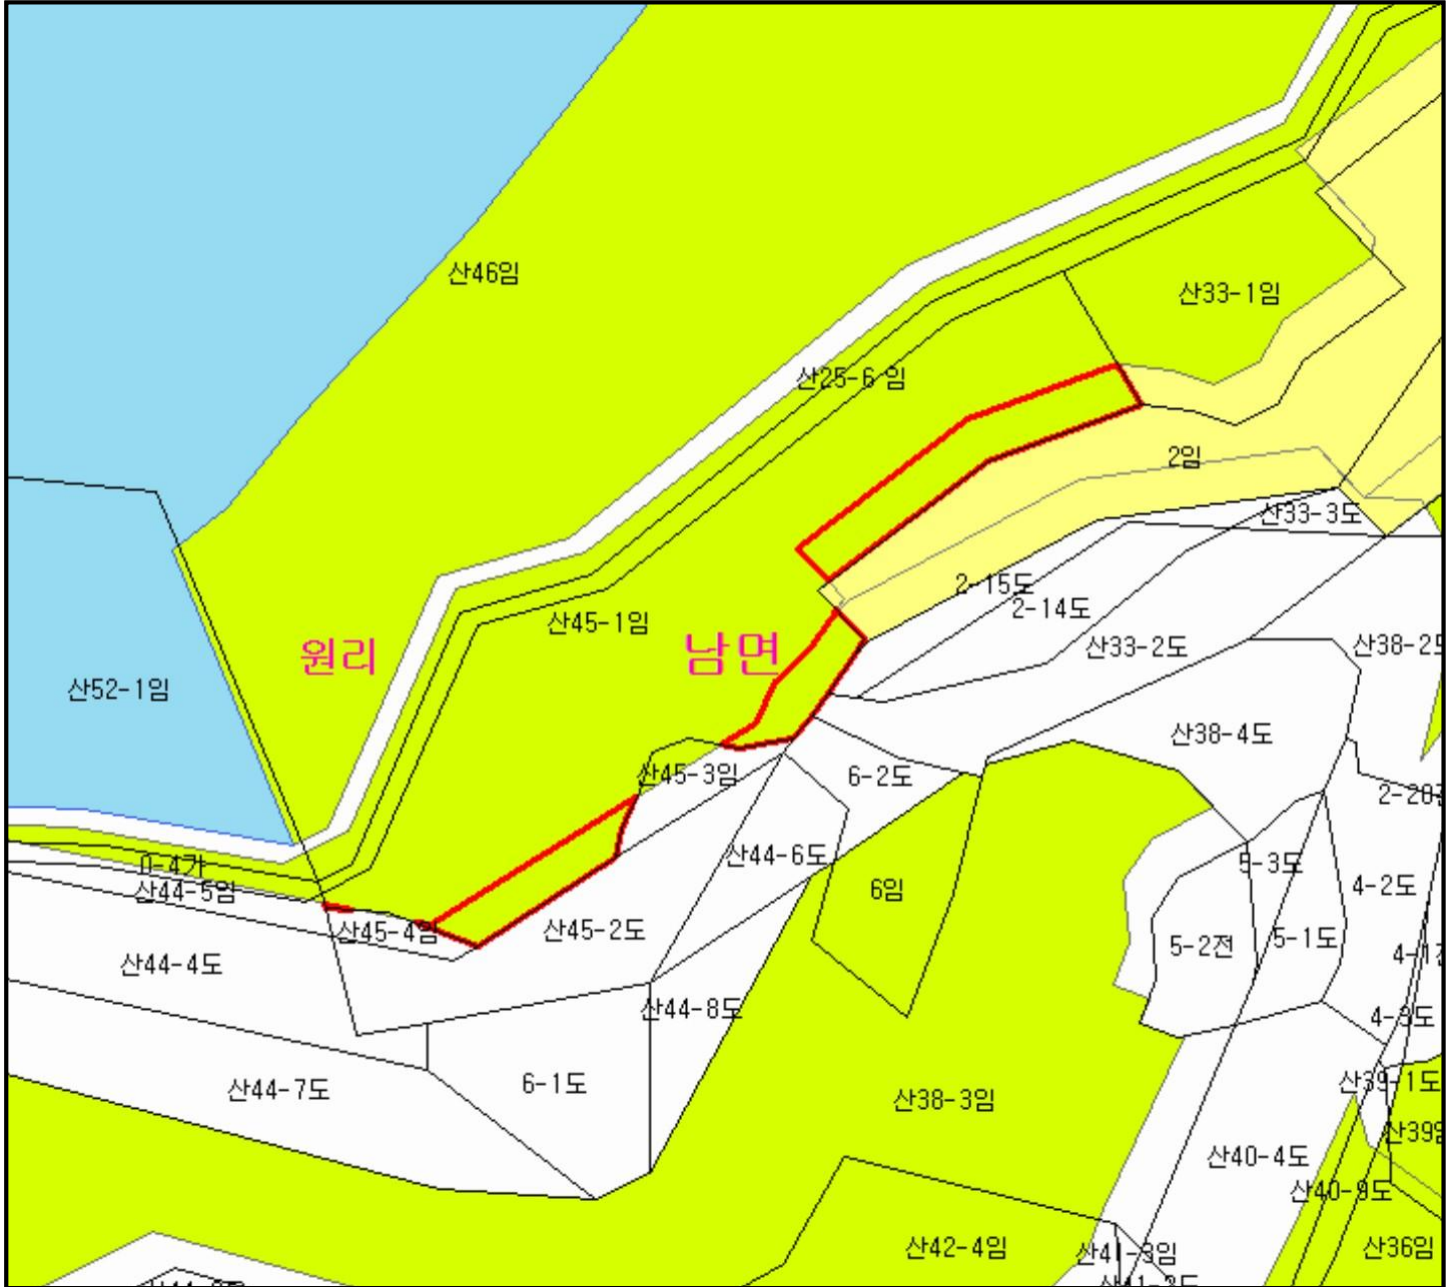 산46임
산33-1임
산25-6 임
2임
산33-3도
2-15도
2-14도
산45-1임
남면
원리
산33-2도
산52-1임
산38-4도
산45-3임
6-2도
산44-6도
5-3도
산44-5임
6임
4-2도
산45-4임
산45-2도
5-2전
5-1도
산44-4도
산44-8도
4-3도
산44-7도
6-1도
산39-1도
산38-3임
산40-4도
산40-9도
산42-4임
산41-3임
산36임